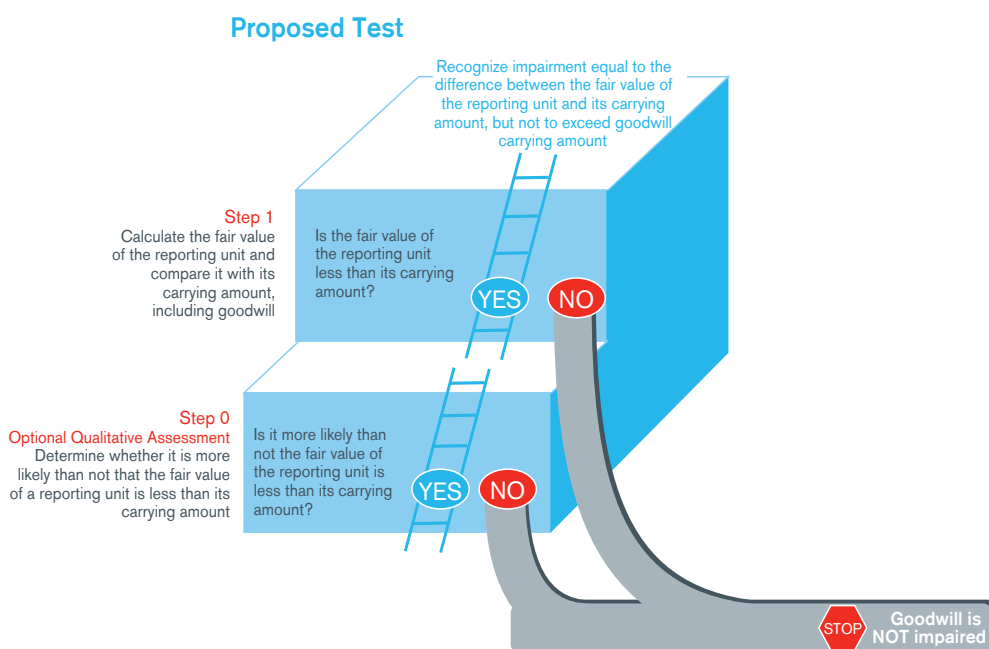 Proposed Test
Recognize impairment equal to the
difference between the fair value of
the reporting unit and its carrying
amount, but not to exceed goodwill
carrying amount
Step 1
Calculate the fair value
of the reporting unit and
compare it with its
carrying amount,
including goodwill
Is the fair value of
the reporting unit
less than its carrying
amount?
YES
NO
Step 0
Optional Qualitative Assessment
Determine whether it is more
likely than not that the fair value
of a reporting unit is less than its
carrying amount
Is it more likely than
not the fair value of
the reporting unit is
less than its carrying
amount?
YES
NO
STOP
Goodwill is
NOT impaired